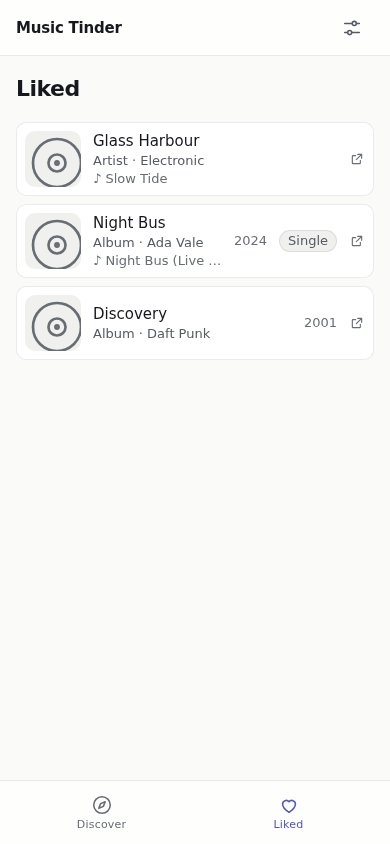 Music Tinder
Liked
Glass Harbour
Artist · Electronic
♪ Slow Tide
Night Bus
Album · Ada Vale
♪ Night Bus (Live …
2024
Single
Discovery
Album · Daft Punk
2001
Discover
Liked